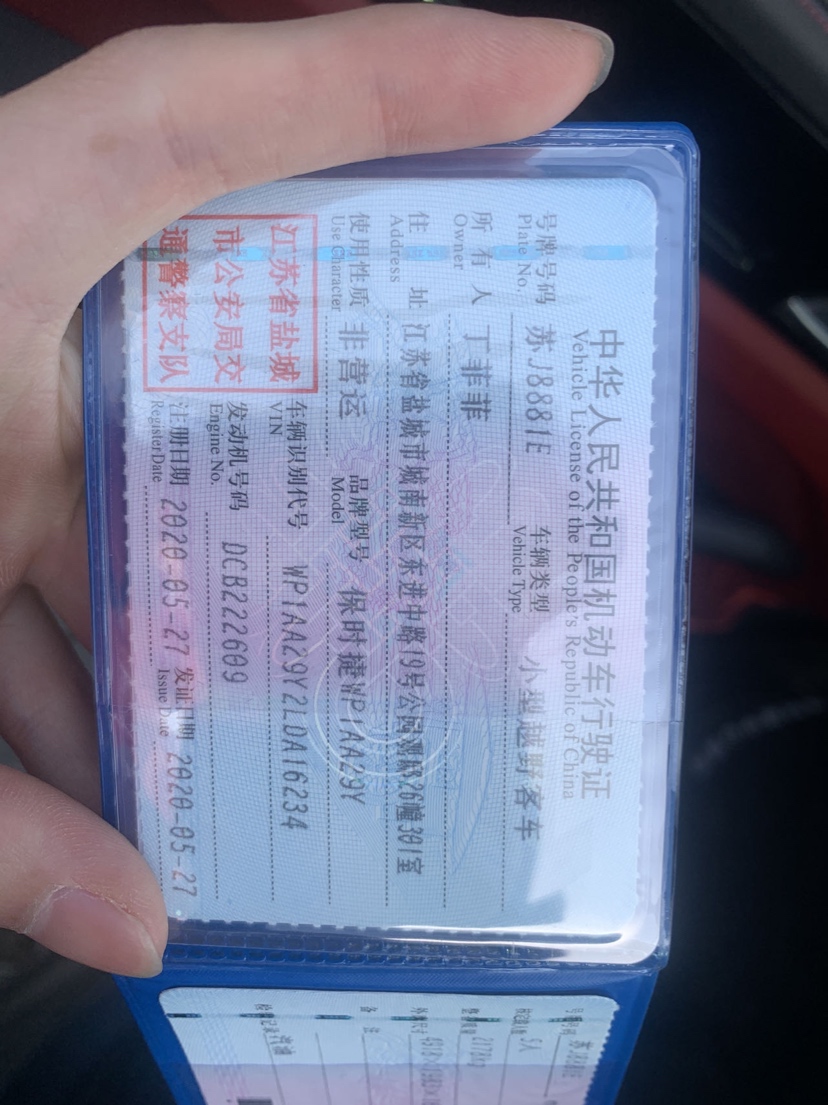 中华人民共和国机动车行驶证
Vehicle License of the People's Republic of China
号牌号码 苏J8881E 车辆类型 小型越野客车
Plate No. Vehicle Type
所有人 丁菲菲
Owner
住址 江苏省盐城市城南新区东进中路19号公园 26幢301室
Address
使用性质 非营运 品牌型号 保时捷WP1AA29Y
Use Character Model
江苏省盐城
市公安局交
通警察支队
车辆识别代号 WP1AA29Y2LDA16234
VIN
发动机号码 DCB222609
Engine No.
注册日期 2020-05-27 发证日期 2020-05-27
Register Date Issue Date
号牌号码
5人
备注